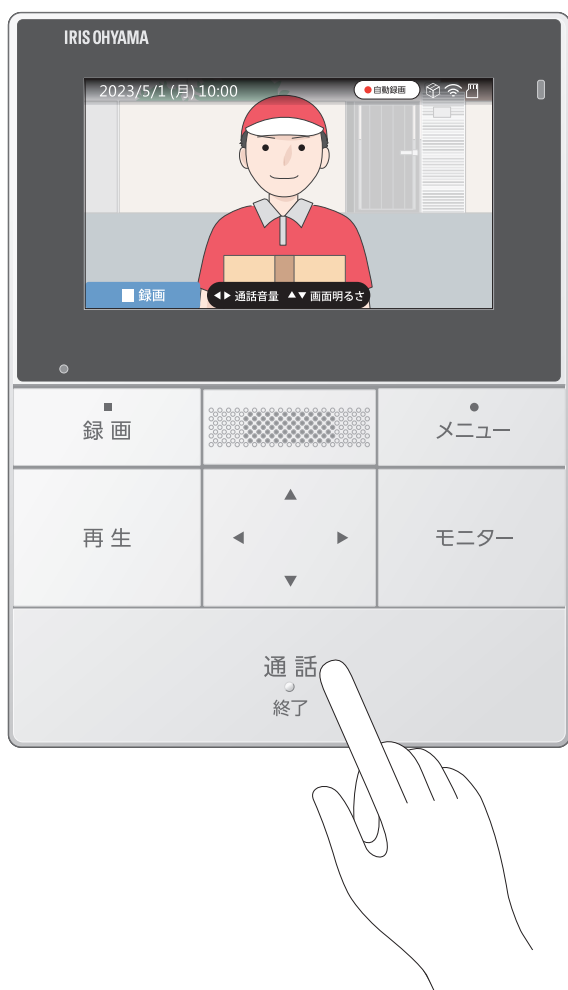 IRIS OHYAMA
2023/5/1 (月) 10:00
●自動録画
■ 録画
◀▶ 通話音量 ▲▼ 画面明るさ
■
録画
●
メニュー
再生
▲
◀ ▶
▼
モニター
通話
終了